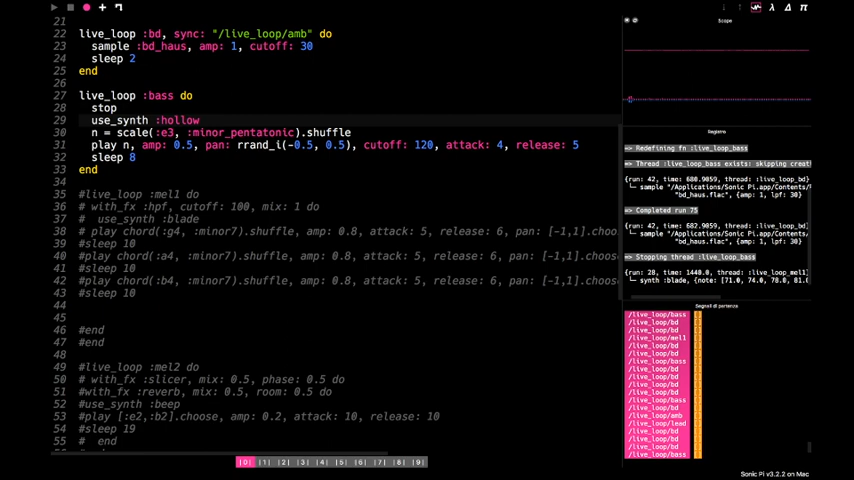 21
22 live_loop :bd, sync: "/live_loop/amb" do
23 sample :bd_haus, amp: 1, cutoff: 30
24 sleep 2
25 end
26
27 live_loop :bass do
28 stop
29 use_synth :hollow
30 n = scale(:e3, :minor_pentatonic).shuffle
31 play n, amp: 0.5, pan: rrand_i(-0.5, 0.5), cutoff: 120, attack: 4, release: 5
32 sleep 8
33 end
34
35 #live_loop :mel1 do
36 # with_fx :hpf, cutoff: 100, mix: 1 do
37 # use_synth :blade
38 # play chord(:g4, :minor7).shuffle, amp: 0.8, attack: 5, release: 6, pan: [-1,1].choo
39 #sleep 10
40 #play chord(:a4, :minor7).shuffle, amp: 0.8, attack: 5, release: 6, pan: [-1,1].choos
41 #sleep 10
42 #play chord(:b4, :minor7).shuffle, amp: 0.8, attack: 5, release: 6, pan: [-1,1].choos
43 #sleep 10
44
45
46 #end
47 #end
48
49 #live_loop :mel2 do
50 # with_fx :slicer, mix: 0.5, phase: 0.5 do
51 #with_fx :reverb, mix: 0.5, room: 0.5 do
52 #use_synth :beep
53 #play [:e2,:b2].choose, amp: 0.2, attack: 10, release: 10
54 #sleep 19
55 # end
|0| |1| |2| |3| |4| |5| |6| |7| |8| |9|
Scope
Registro
=> Redefining fn :live_loop_bass
=> Thread :live_loop_bass exists: skipping creat
{run: 42, time: 680.9859, thread: :live_loop_bd}
sample "/Applications/Sonic Pi.app/Contents/
"bd_haus.flac", {amp: 1, lpf: 30}
=> Completed run 75
{run: 42, time: 682.9859, thread: :live_loop_bd}
sample "/Applications/Sonic Pi.app/Contents/
"bd_haus.flac", {amp: 1, lpf: 30}
=> Stopping thread :live_loop_bass
{run: 28, time: 1440.0, thread: :live_loop_mel1}
synth :blade, {note: [71.0, 74.0, 78.0, 81.0
Segnali di partenza
/live_loop/bass
/live_loop/bd
/live_loop/bd
/live_loop/mel1
/live_loop/bd
/live_loop/bd
/live_loop/bass
/live_loop/bd
/live_loop/bd
/live_loop/bd
/live_loop/bd
/live_loop/bass
/live_loop/bd
/live_loop/amb
/live_loop/lead
/live_loop/bd
/live_loop/bd
/live_loop/bd
/live_loop/bass
Sonic Pi v3.2.2 on Mac